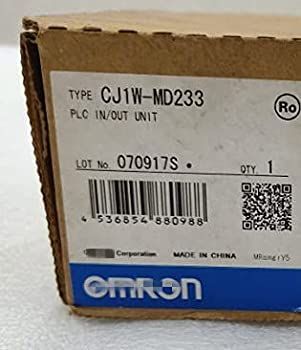 TYPE CJ1W-MD233
PLC IN/OUT UNIT
Ro
LOT No. 070917S • QTY. 1
4 536854 880988
Corporation MADE IN CHINA
OMRON